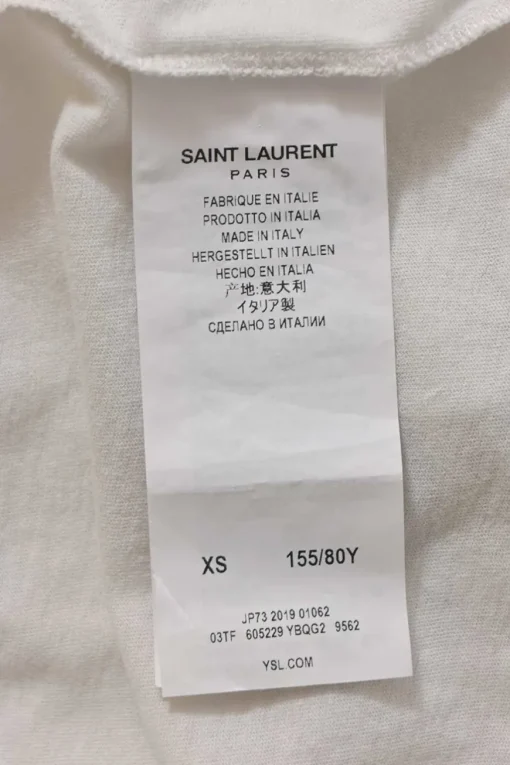 SAINT LAURENT
PARIS
FABRIQUE EN ITALIE
PRODOTTO IN ITALIA
MADE IN ITALY
HERGESTELLT IN ITALIEN
HECHO EN ITALIA
产地:意大利
イタリア製
СДЕЛАНО В ИТАЛИИ
XS 155/80Y
JP73 2019 01062
03TF 605229 YBQG2 9562
YSL.COM